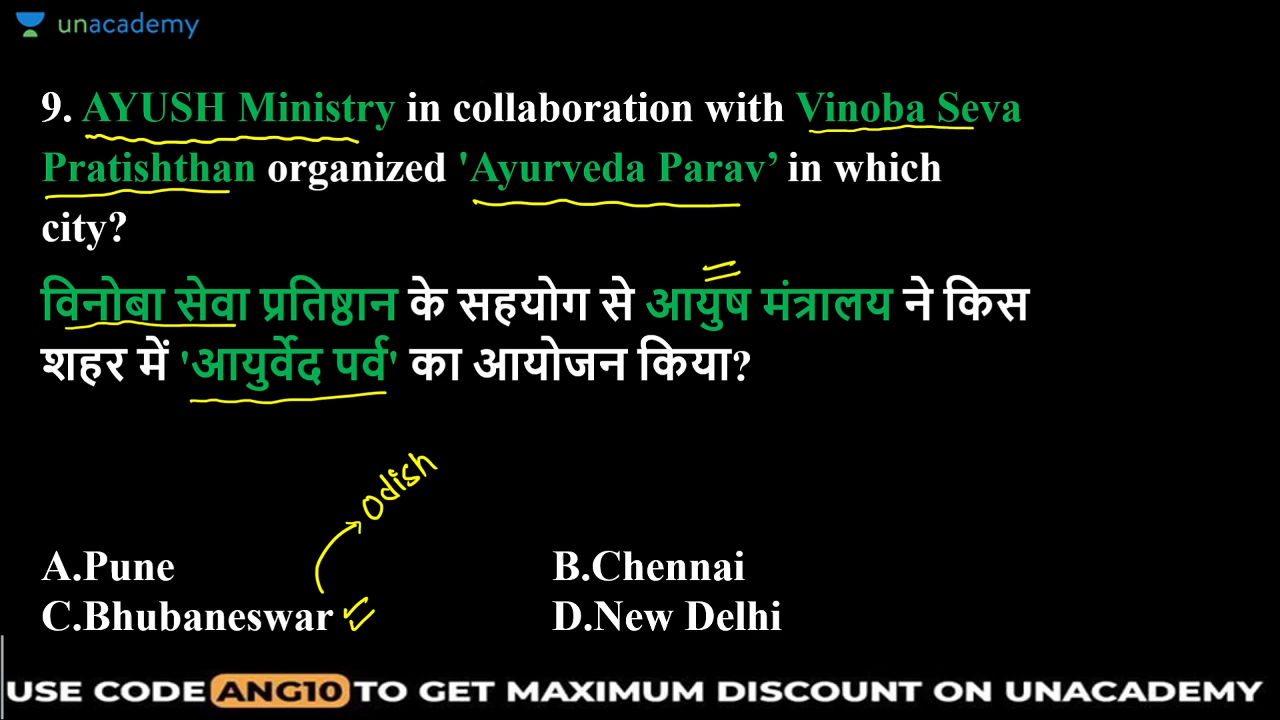 unacademy
9. AYUSH Ministry in collaboration with Vinoba Seva
Pratishthan organized 'Ayurveda Parav’ in which
city?
विनोबा सेवा प्रतिष्ठान के सहयोग से आयुष मंत्रालय ने किस
शहर में 'आयुर्वेद पर्व' का आयोजन किया?
Odish
A.Pune B.Chennai
C.Bhubaneswar D.New Delhi
USE CODE ANG10 TO GET MAXIMUM DISCOUNT ON UNACADEMY